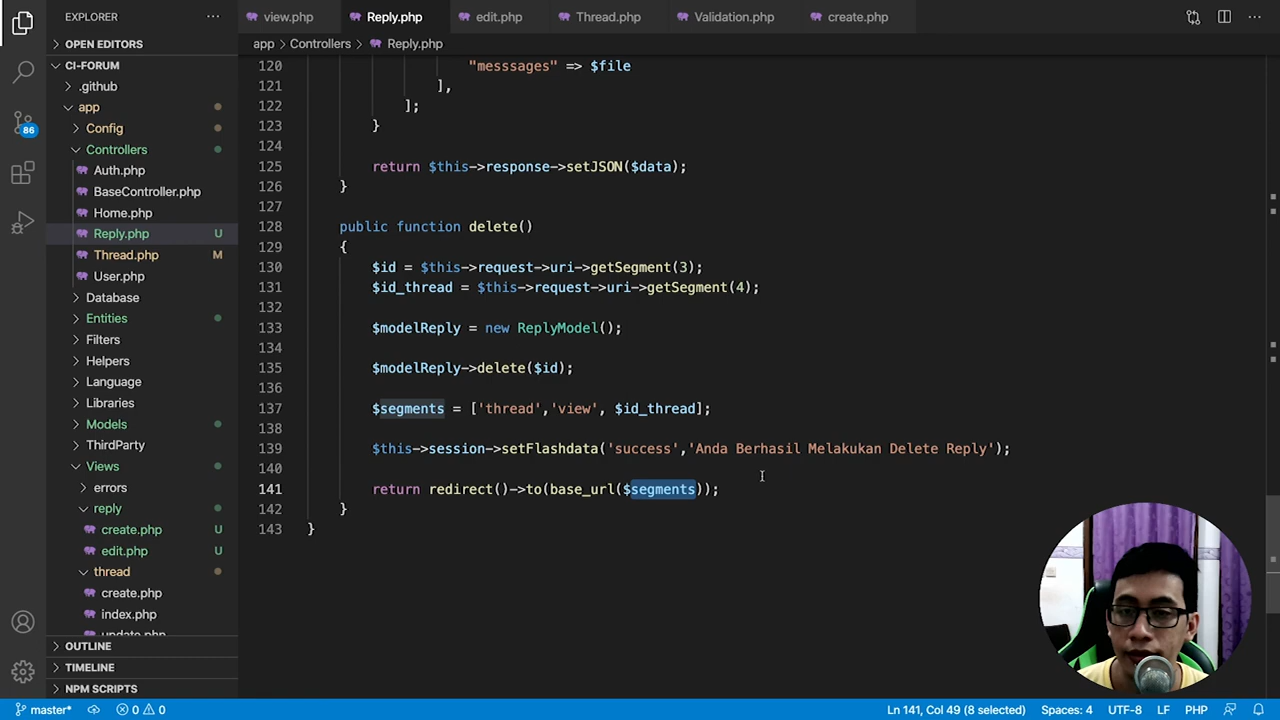 EXPLORER
view.php
Reply.php
edit.php
Thread.php
Validation.php
create.php
OPEN EDITORS
app
Controllers
Reply.php
CI-FORUM
.github
app
Config
Controllers
Auth.php
BaseController.php
Home.php
Reply.php U
Thread.php M
User.php
Database
Entities
Filters
Helpers
Language
Libraries
Models
ThirdParty
Views
errors
reply
create.php U
edit.php U
thread
create.php
index.php
update.php
OUTLINE
TIMELINE
NPM SCRIPTS
86
120 "messsages" => $file
121 ],
122 ];
123 }
124
125 return $this->response->setJSON($data);
126 }
127
128 public function delete()
129 {
130 $id = $this->request->uri->getSegment(3);
131 $id_thread = $this->request->uri->getSegment(4);
132
133 $modelReply = new ReplyModel();
134
135 $modelReply->delete($id);
136
137 $segments = ['thread','view', $id_thread];
138
139 $this->session->setFlashdata('success','Anda Berhasil Melakukan Delete Reply');
140
141 return redirect()->to(base_url($segments));
142 }
143 }
master*
0
0
Ln 141, Col 49 (8 selected)
Spaces: 4
UTF-8
LF
PHP